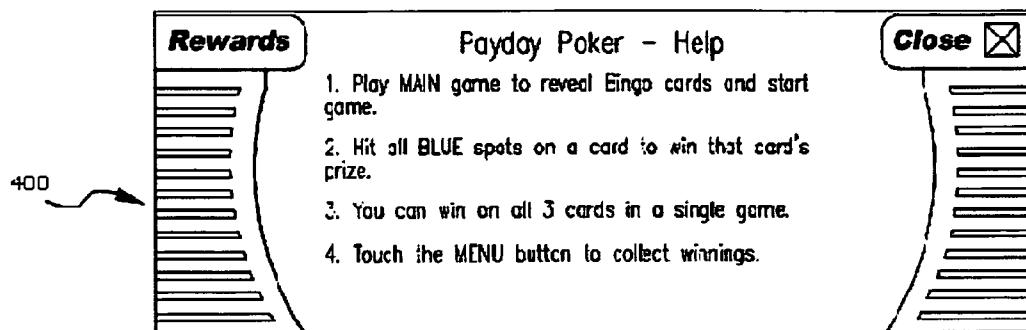 Rewards
Payday Poker - Help
Close
1. Play MAIN game to reveal Bingo cards and start
game.
2. Hit all BLUE spots on a card to win that card's
prize.
400
3. You can win on all 3 cards in a single game.
4. Touch the MENU button to collect winnings.